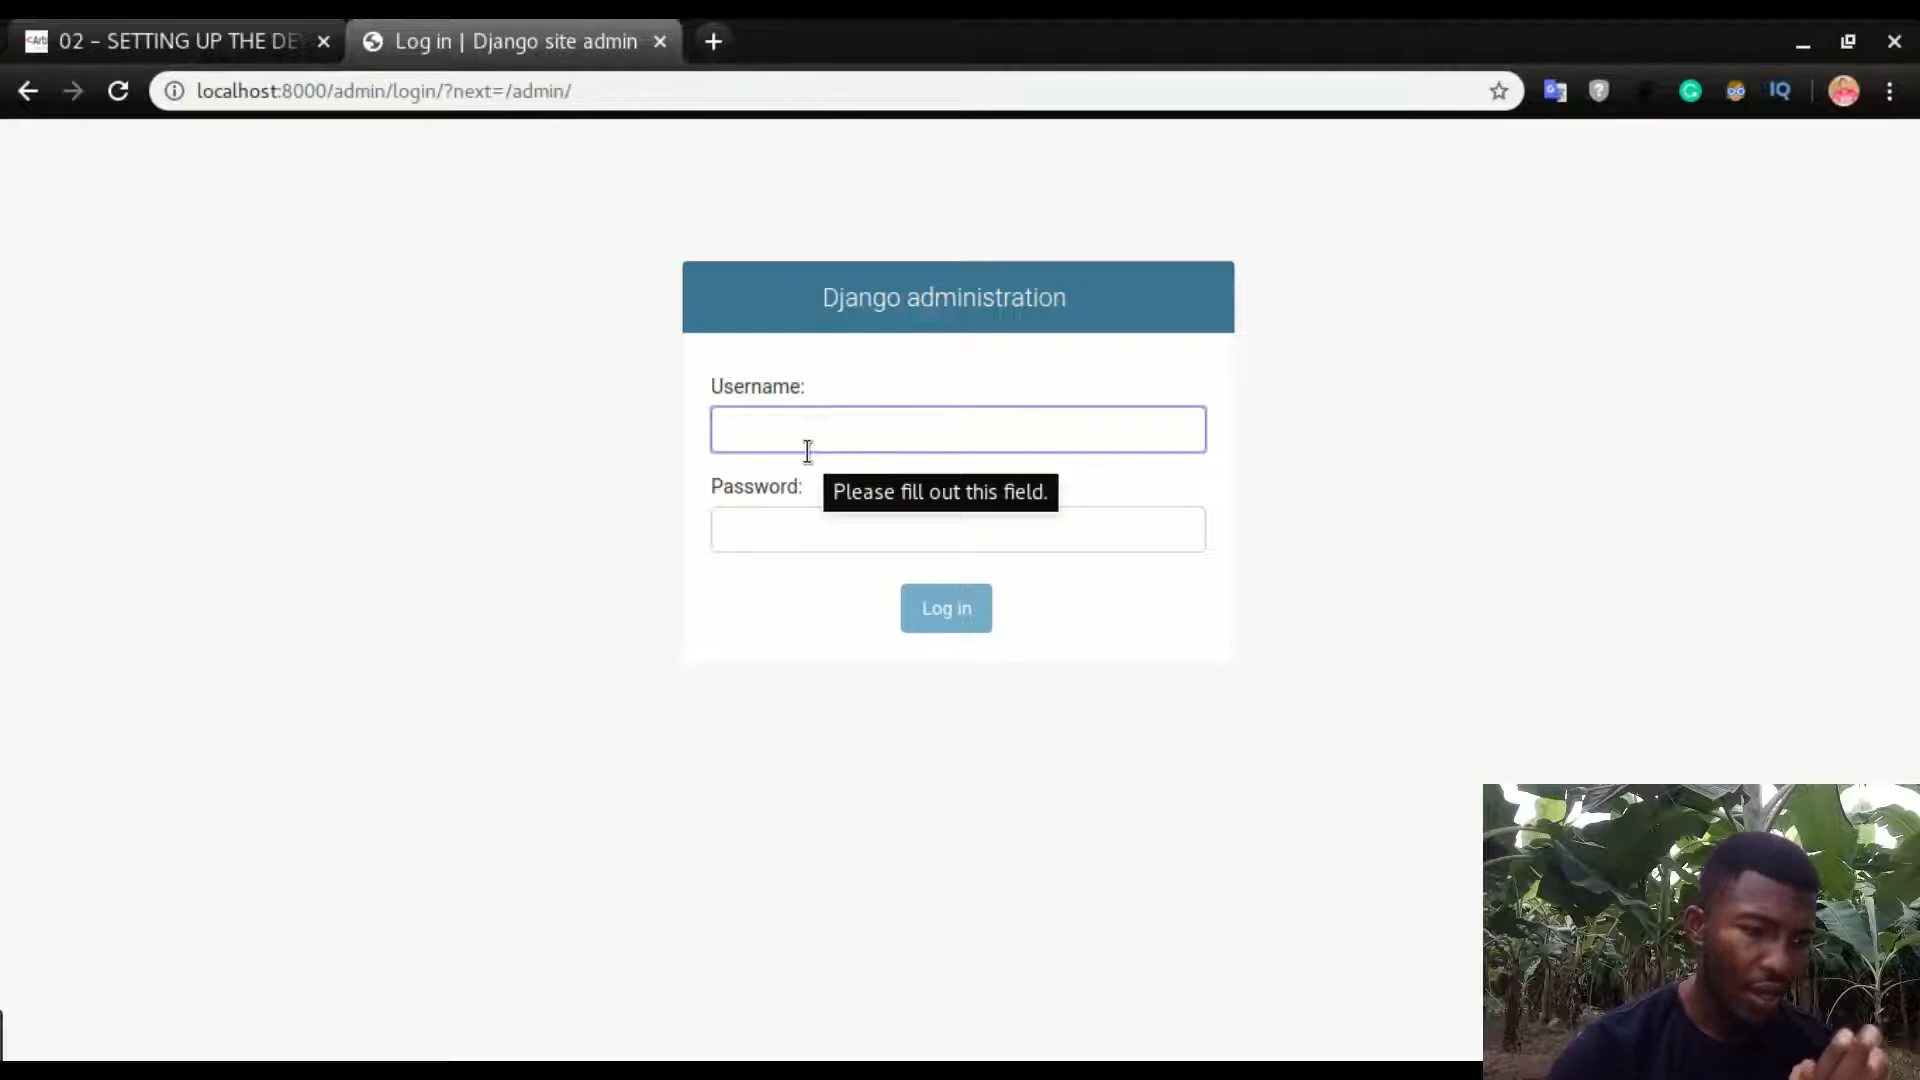 02 – SETTING UP THE DE
Log in | Django site admin
localhost:8000/admin/login/?next=/admin/
IQ
Django administration
Username:
Password:
Please fill out this field.
Log in